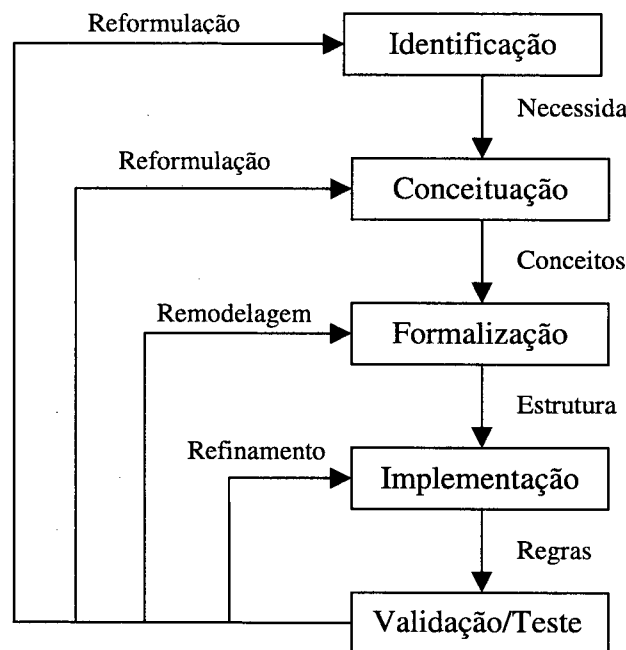 Reformulação
Identificação
Necessida
Reformulação
Conceituação
Conceitos
Remodelagem
Formalização
Estrutura
Refinamento
Implementação
Regras
Validação/Teste